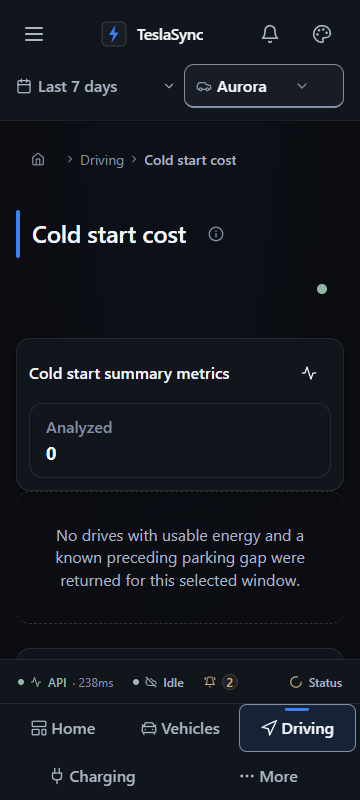 TeslaSync
Last 7 days
Aurora
Driving
Cold start cost
Cold start cost
Cold start summary metrics
Analyzed
0
No drives with usable energy and a
known preceding parking gap were
returned for this selected window.
API · 238ms
Idle
2
Status
Home
Vehicles
Driving
Charging
More